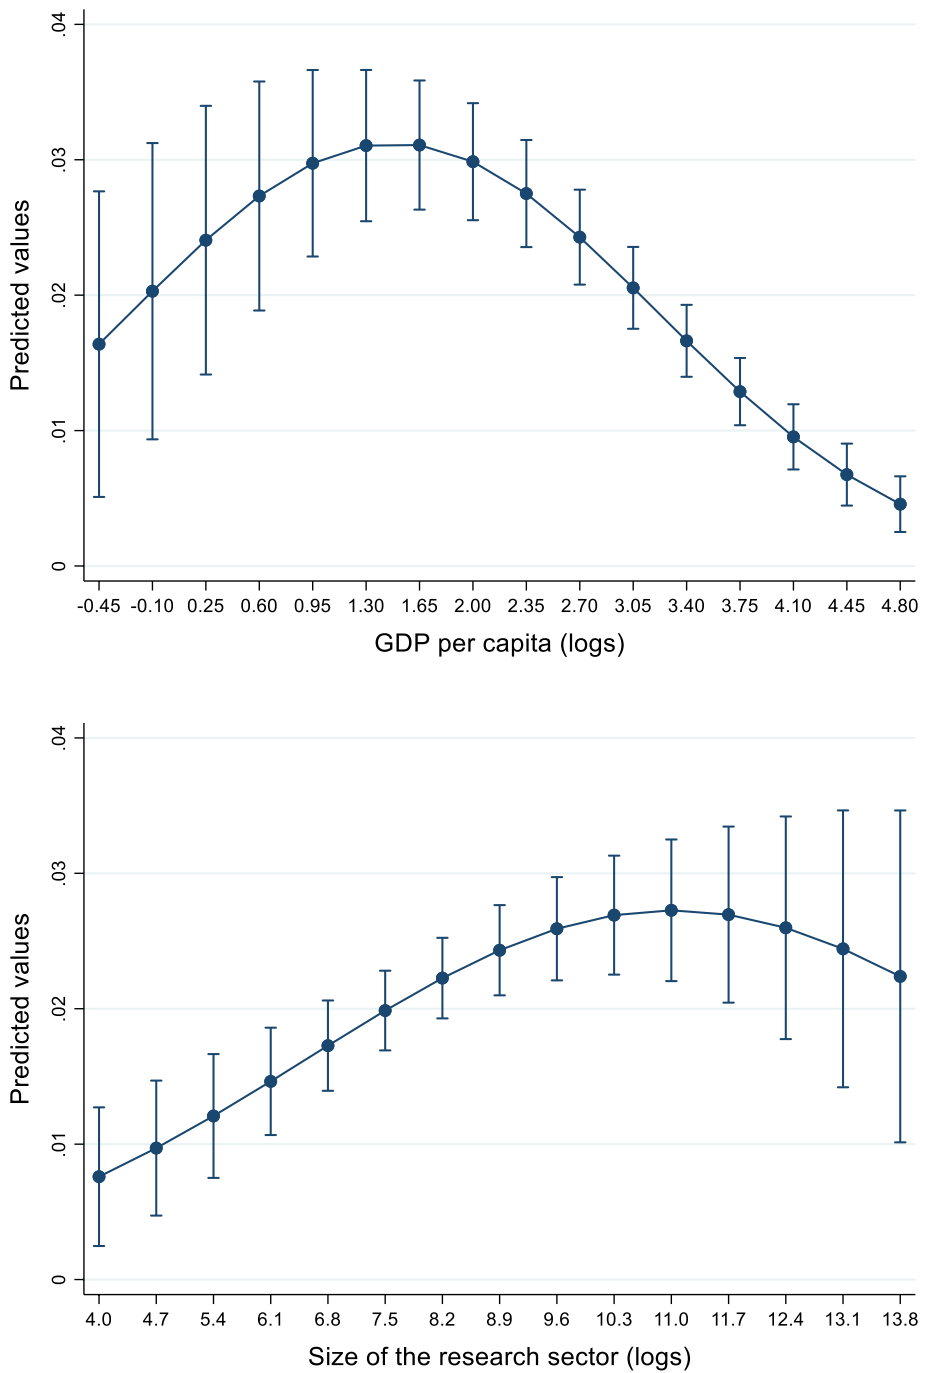 .04
.03
.02
.01
0
Predicted values
-0.45 -0.10 0.25 0.60 0.95 1.30 1.65 2.00 2.35 2.70 3.05 3.40 3.75 4.10 4.45 4.80
GDP per capita (logs)
.04
.03
.02
.01
0
Predicted values
4.0 4.7 5.4 6.1 6.8 7.5 8.2 8.9 9.6 10.3 11.0 11.7 12.4 13.1 13.8
Size of the research sector (logs)